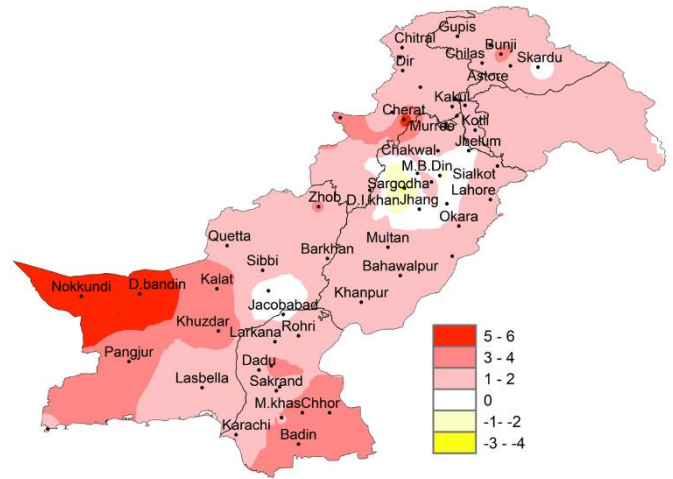 Gupis
Chitral
Bunji
Chilas
Skardu
Dir
Astore
Kakul
Cherat
Murree
Kotli
Jhelum
Chakwal
M.B.Din
Sialkot
Sargodha
Lahore
Zhob
D.I.khan
Jhang
Okara
Quetta
Multan
Sibbi
Barkhan
Bahawalpur
Nokkundi
D.bandin
Kalat
Khanpur
Jacobabad
Khuzdar
Larkana
Rohri
Pangjur
Dadu
Lasbella
Sakrand
M.khas
Chhor
Karachi
Badin
5 - 6
3 - 4
1 - 2
0
-1- -2
-3 - -4